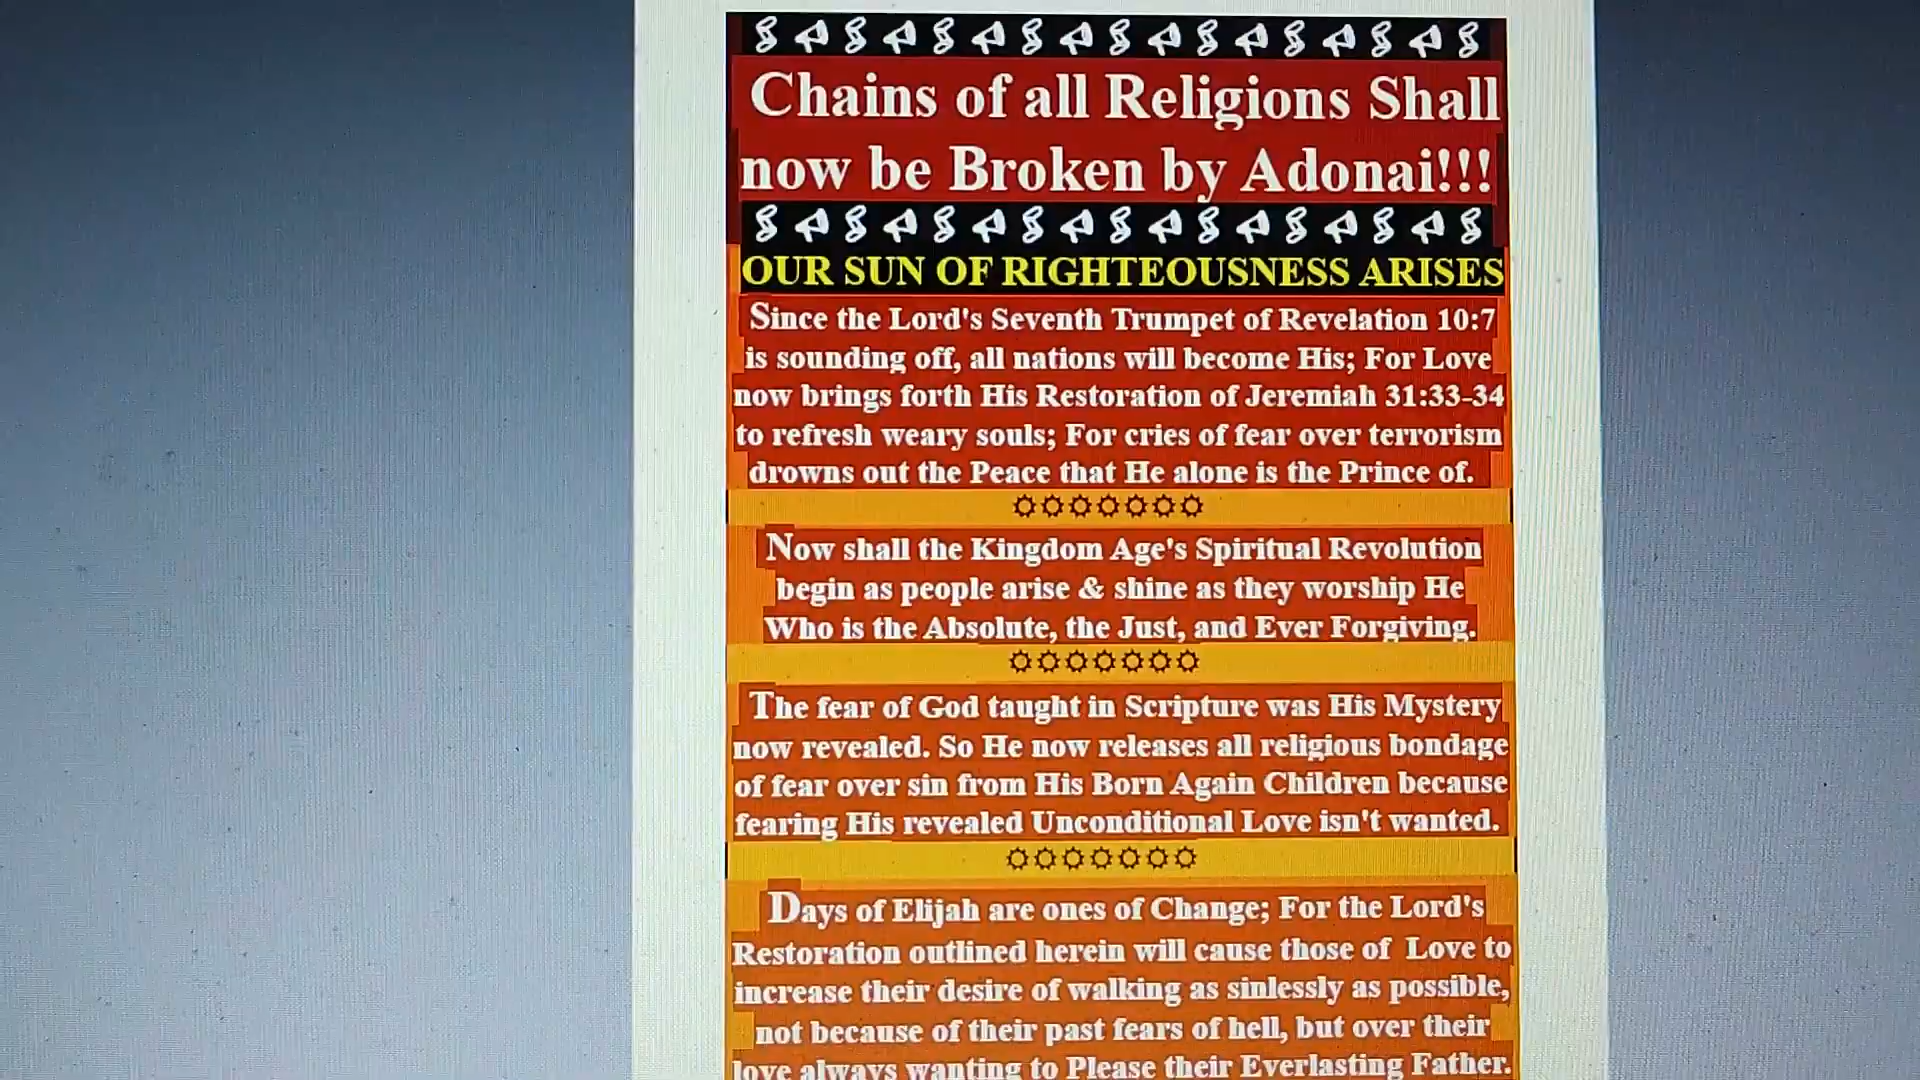 Chains of all Religions Shall
now be Broken by Adonai!!!
OUR SUN OF RIGHTEOUSNESS ARISES
Since the Lord's Seventh Trumpet of Revelation 10:7
is sounding off, all nations will become His; For Love
now brings forth His Restoration of Jeremiah 31:33-34
to refresh weary souls; For cries of fear over terrorism
drowns out the Peace that He alone is the Prince of.
Now shall the Kingdom Age's Spiritual Revolution
begin as people arise & shine as they worship He
Who is the Absolute, the Just, and Ever Forgiving.
The fear of God taught in Scripture was His Mystery
now revealed. So He now releases all religious bondage
of fear over sin from His Born Again Children because
fearing His revealed Unconditional Love isn't wanted.
Days of Elijah are ones of Change; For the Lord's
Restoration outlined herein will cause those of Love to
increase their desire of walking as sinlessly as possible,
not because of their past fears of hell, but over their
love always wanting to Please their Everlasting Father.